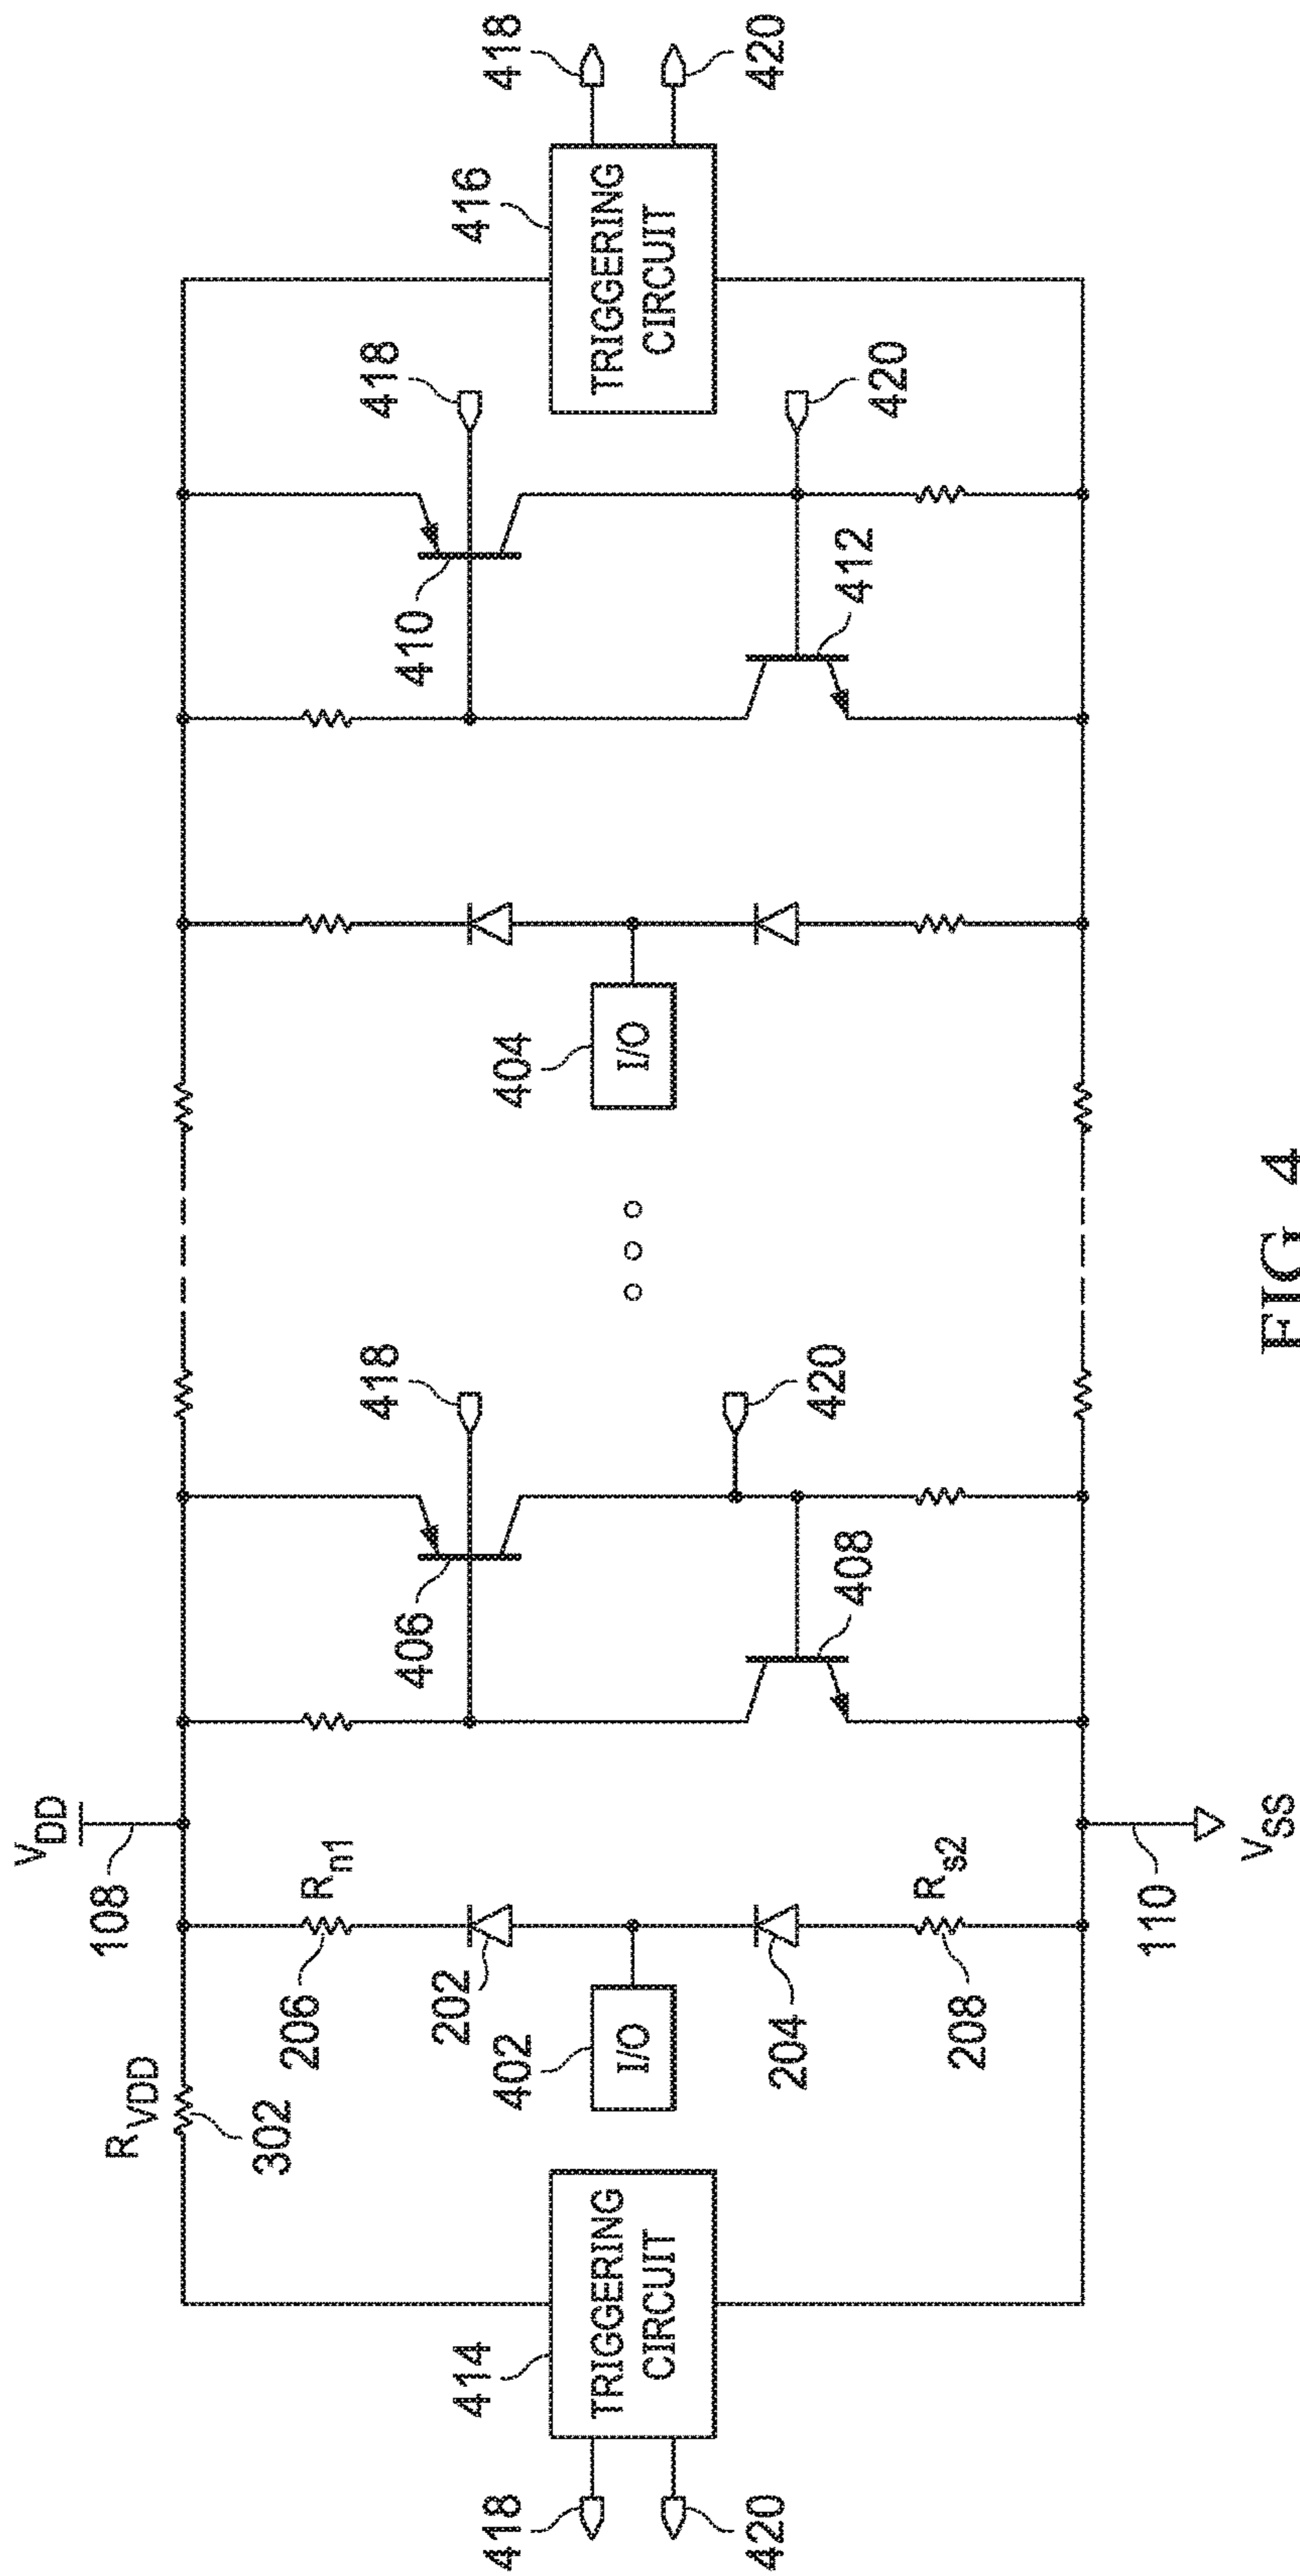 VDD
RVDD
108
302
206
Rn1
418
418
406
410
202
414
416
418
402
404
418
TRIGGERING
CIRCUIT
I/O
I/O
TRIGGERING
CIRCUIT
420
204
420
408
420
412
420
Rs2
208
110
VSS
FIG. 4